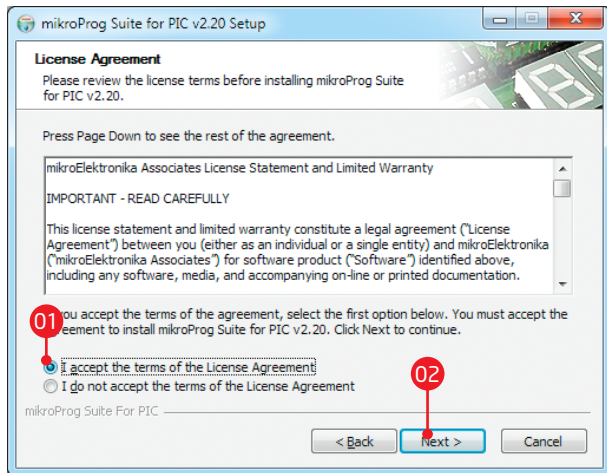 mikroProg Suite for PIC v2.20 Setup
License Agreement
Please review the license terms before installing mikroProg Suite
for PIC v2.20.
Press Page Down to see the rest of the agreement.
mikroElektronika Associates License Statement and Limited Warranty
IMPORTANT - READ CAREFULLY
This license statement and limited warranty constitute a legal agreement ("License
Agreement") between you (either as an individual or a single entity) and mikroElektronika
("mikroElektronika Associates") for software product ("Software") identified above,
including any software, media, and accompanying on-line or printed documentation.
you accept the terms of the agreement, select the first option below. You must accept the
01
to install mikroProg Suite for PIC v2.20. Click Next to continue.
I accept the terms of the License Agreement
I do not accept the terms of the License Agreement
02
mikroProg Suite For PIC
< Back
Next >
Cancel